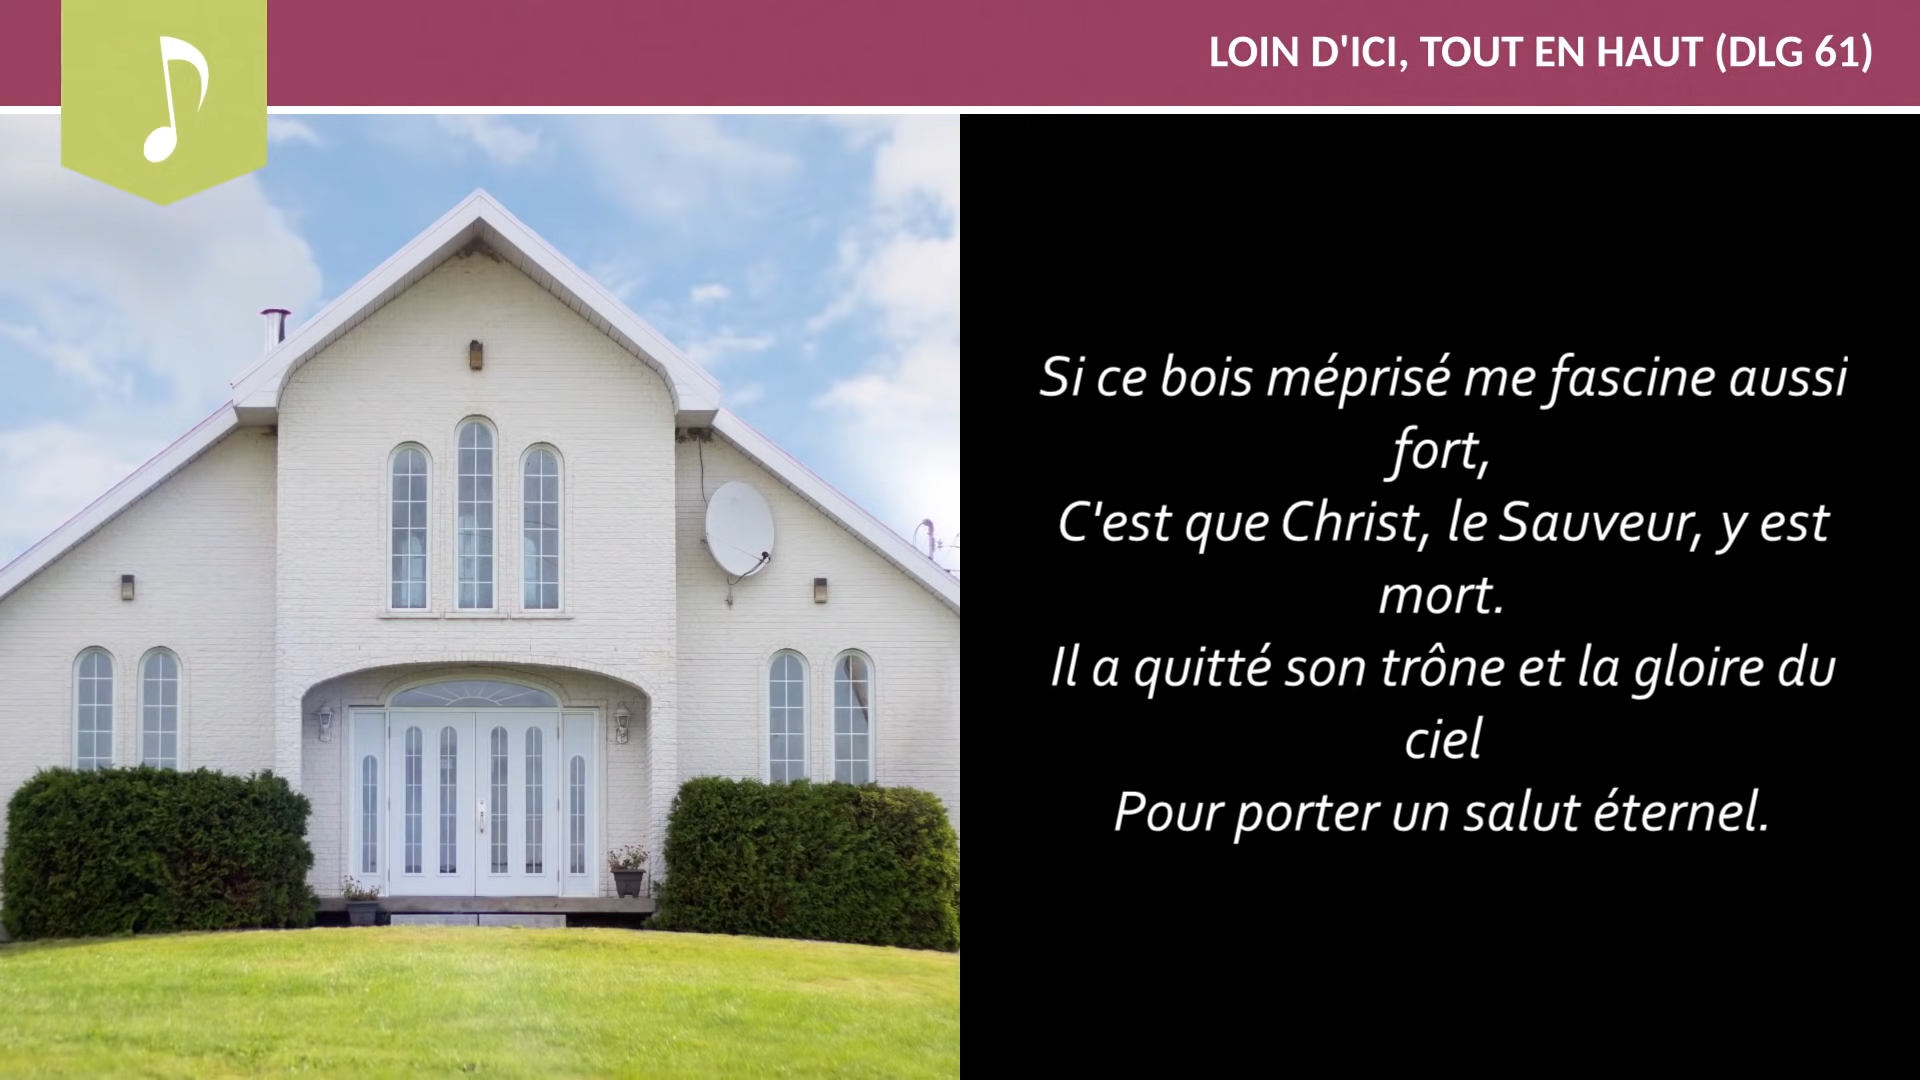 LOIN D'ICI, TOUT EN HAUT (DLG 61)
Si ce bois méprisé me fascine aussi
fort,
C'est que Christ, le Sauveur, y est
mort.
Il a quitté son trône et la gloire du
ciel
Pour porter un salut éternel.